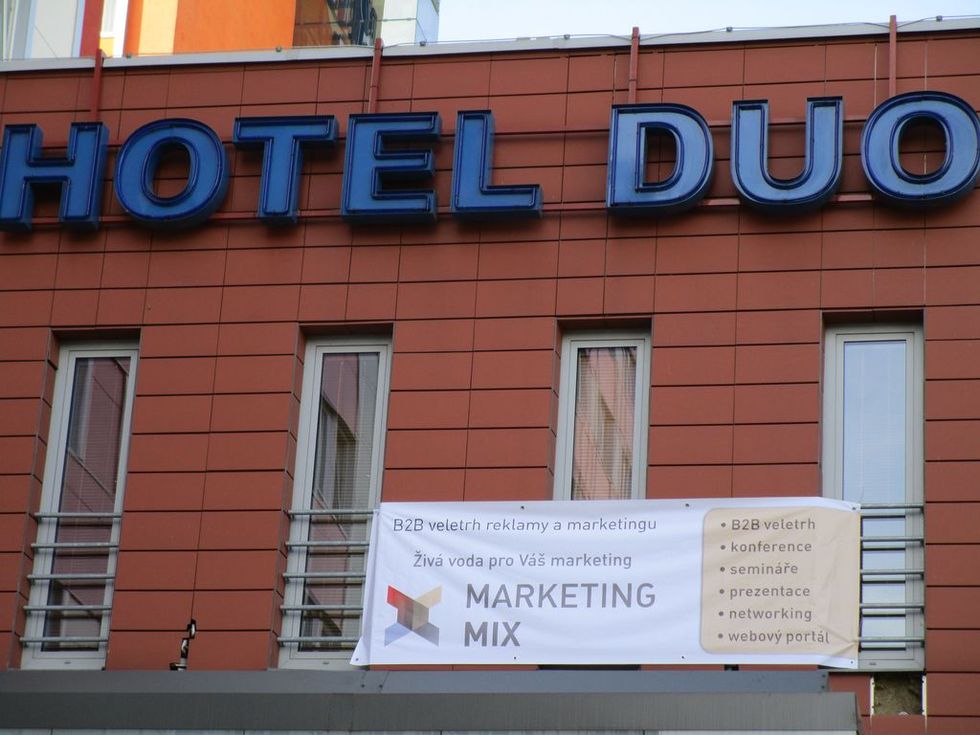 HOTEL DUO
B2B veletrh reklamy a marketingu
Živá voda pro Váš marketing
MARKETING
MIX
• B2B veletrh
• konference
• semináře
• prezentace
• networking
• webový portál